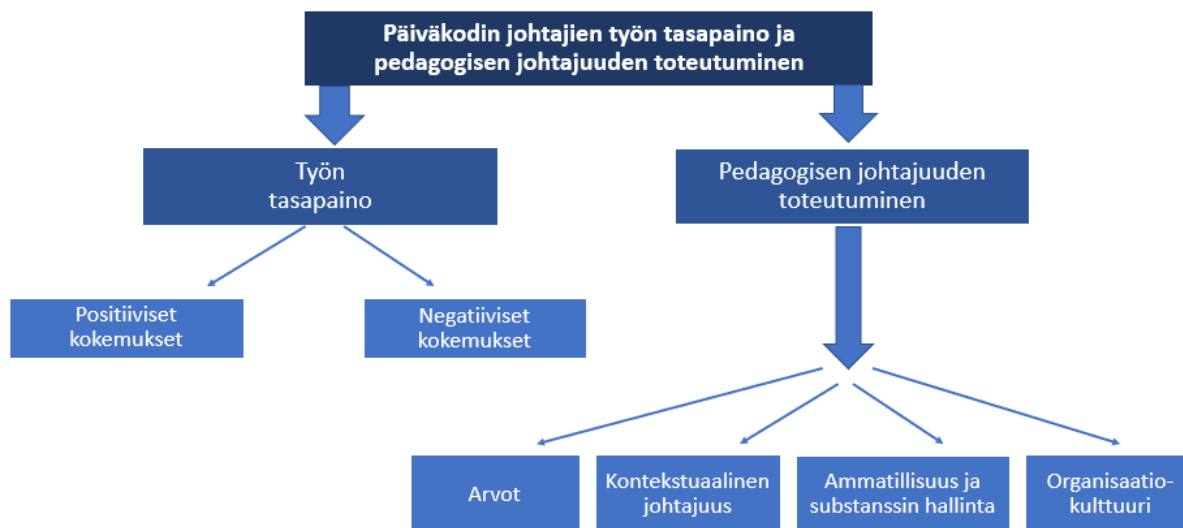 Päiväkodin johtajien työn tasapaino ja
pedagogisen johtajuuden toteutuminen
Työn
tasapaino
Pedagogisen johtajuuden
toteutuminen
Positiiviset
kokemukset
Negatiiviset
kokemukset
Arvot
Kontekstuaalinen
johtajuus
Ammatillisuus ja
substanssin hallinta
Organisaatio-
kulttuuri